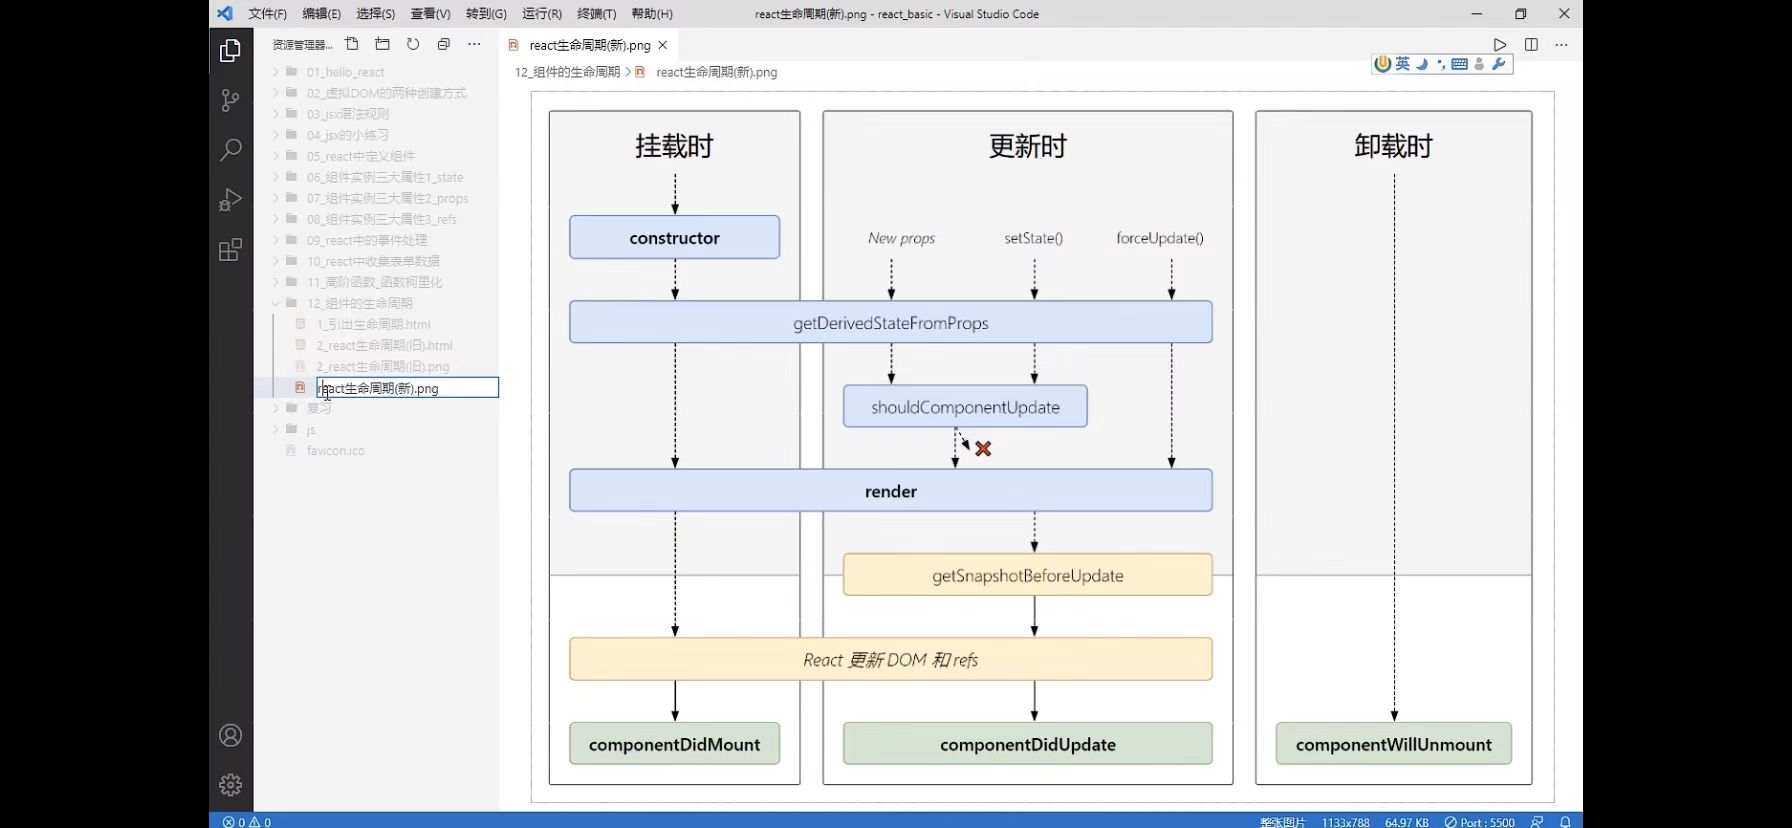 文件(F) 编辑(E) 选择(S) 查看(V) 转到(G) 运行(R) 终端(T) 帮助(H) react生命周期(新).png - react_basic - Visual Studio Code
资源管理器...
01_hello_react
02_虚拟DOM的两种创建方式
03_jsx语法规则
04_jsx的小练习
05_react中定义组件
06_组件实例三大属性1_state
07_组件实例三大属性2_props
08_组件实例三大属性3_refs
09_react中的事件处理
10_react中收集表单数据
11_高阶函数_函数柯里化
12_组件的生命周期
1_引出生命周期.html
2_react生命周期(旧).html
2_react生命周期(旧).png
react生命周期(新).png
复习
js
favicon.ico
react生命周期(新).png
12_组件的生命周期 > react生命周期(新).png
英
挂载时
更新时
卸载时
constructor
New props
setState()
forceUpdate()
getDerivedStateFromProps
shouldComponentUpdate
render
getSnapshotBeforeUpdate
React 更新 DOM 和 refs
componentDidMount
componentDidUpdate
componentWillUnmount
0 0
整张图片 1133x788 64.97 KB Port : 5500